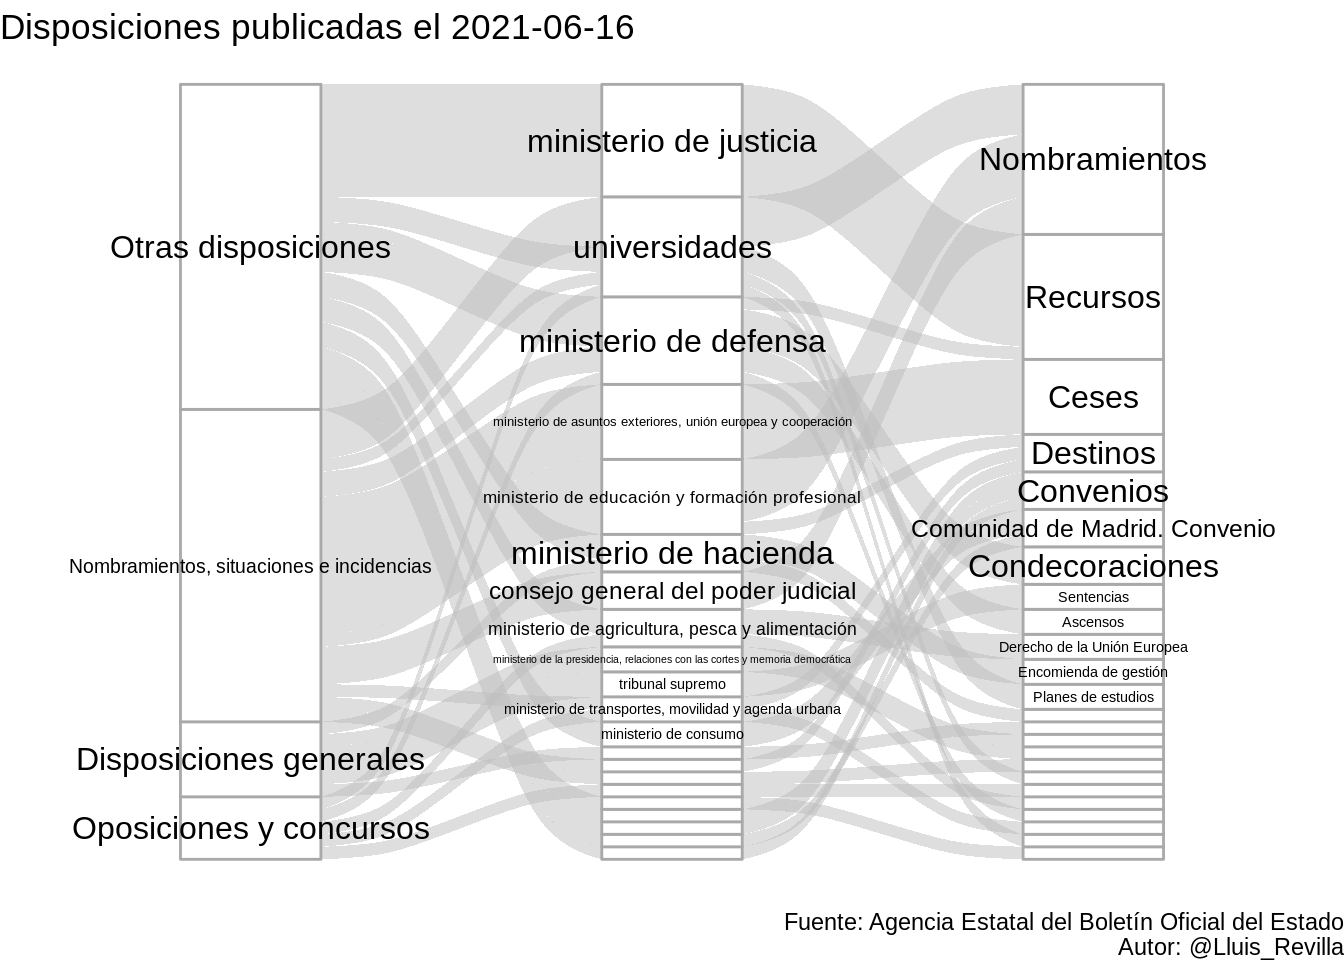 Disposiciones publicadas el 2021-06-16
Otras disposiciones
Nombramientos, situaciones e incidencias
Disposiciones generales
Oposiciones y concursos
ministerio de justicia
universidades
ministerio de defensa
ministerio de asuntos exteriores, unión europea y cooperación
ministerio de educación y formación profesional
ministerio de hacienda
consejo general del poder judicial
ministerio de agricultura, pesca y alimentación
ministerio de la presidencia, relaciones con las cortes y memoria democrática
tribunal supremo
ministerio de transportes, movilidad y agenda urbana
ministerio de consumo
Nombramientos
Recursos
Ceses
Destinos
Convenios
Comunidad de Madrid. Convenio
Condecoraciones
Sentencias
Ascensos
Derecho de la Unión Europea
Encomienda de gestión
Planes de estudios
Fuente: Agencia Estatal del Boletín Oficial del Estado
Autor: @Lluis_Revilla